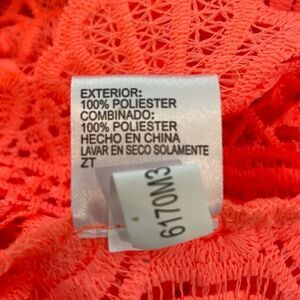 EXTERIOR:
100% POLIESTER
COMBINADO:
100% POLIESTER
HECHO EN CHINA
LAVAR EN SECO SOLAMENTE
ZT
6170M3